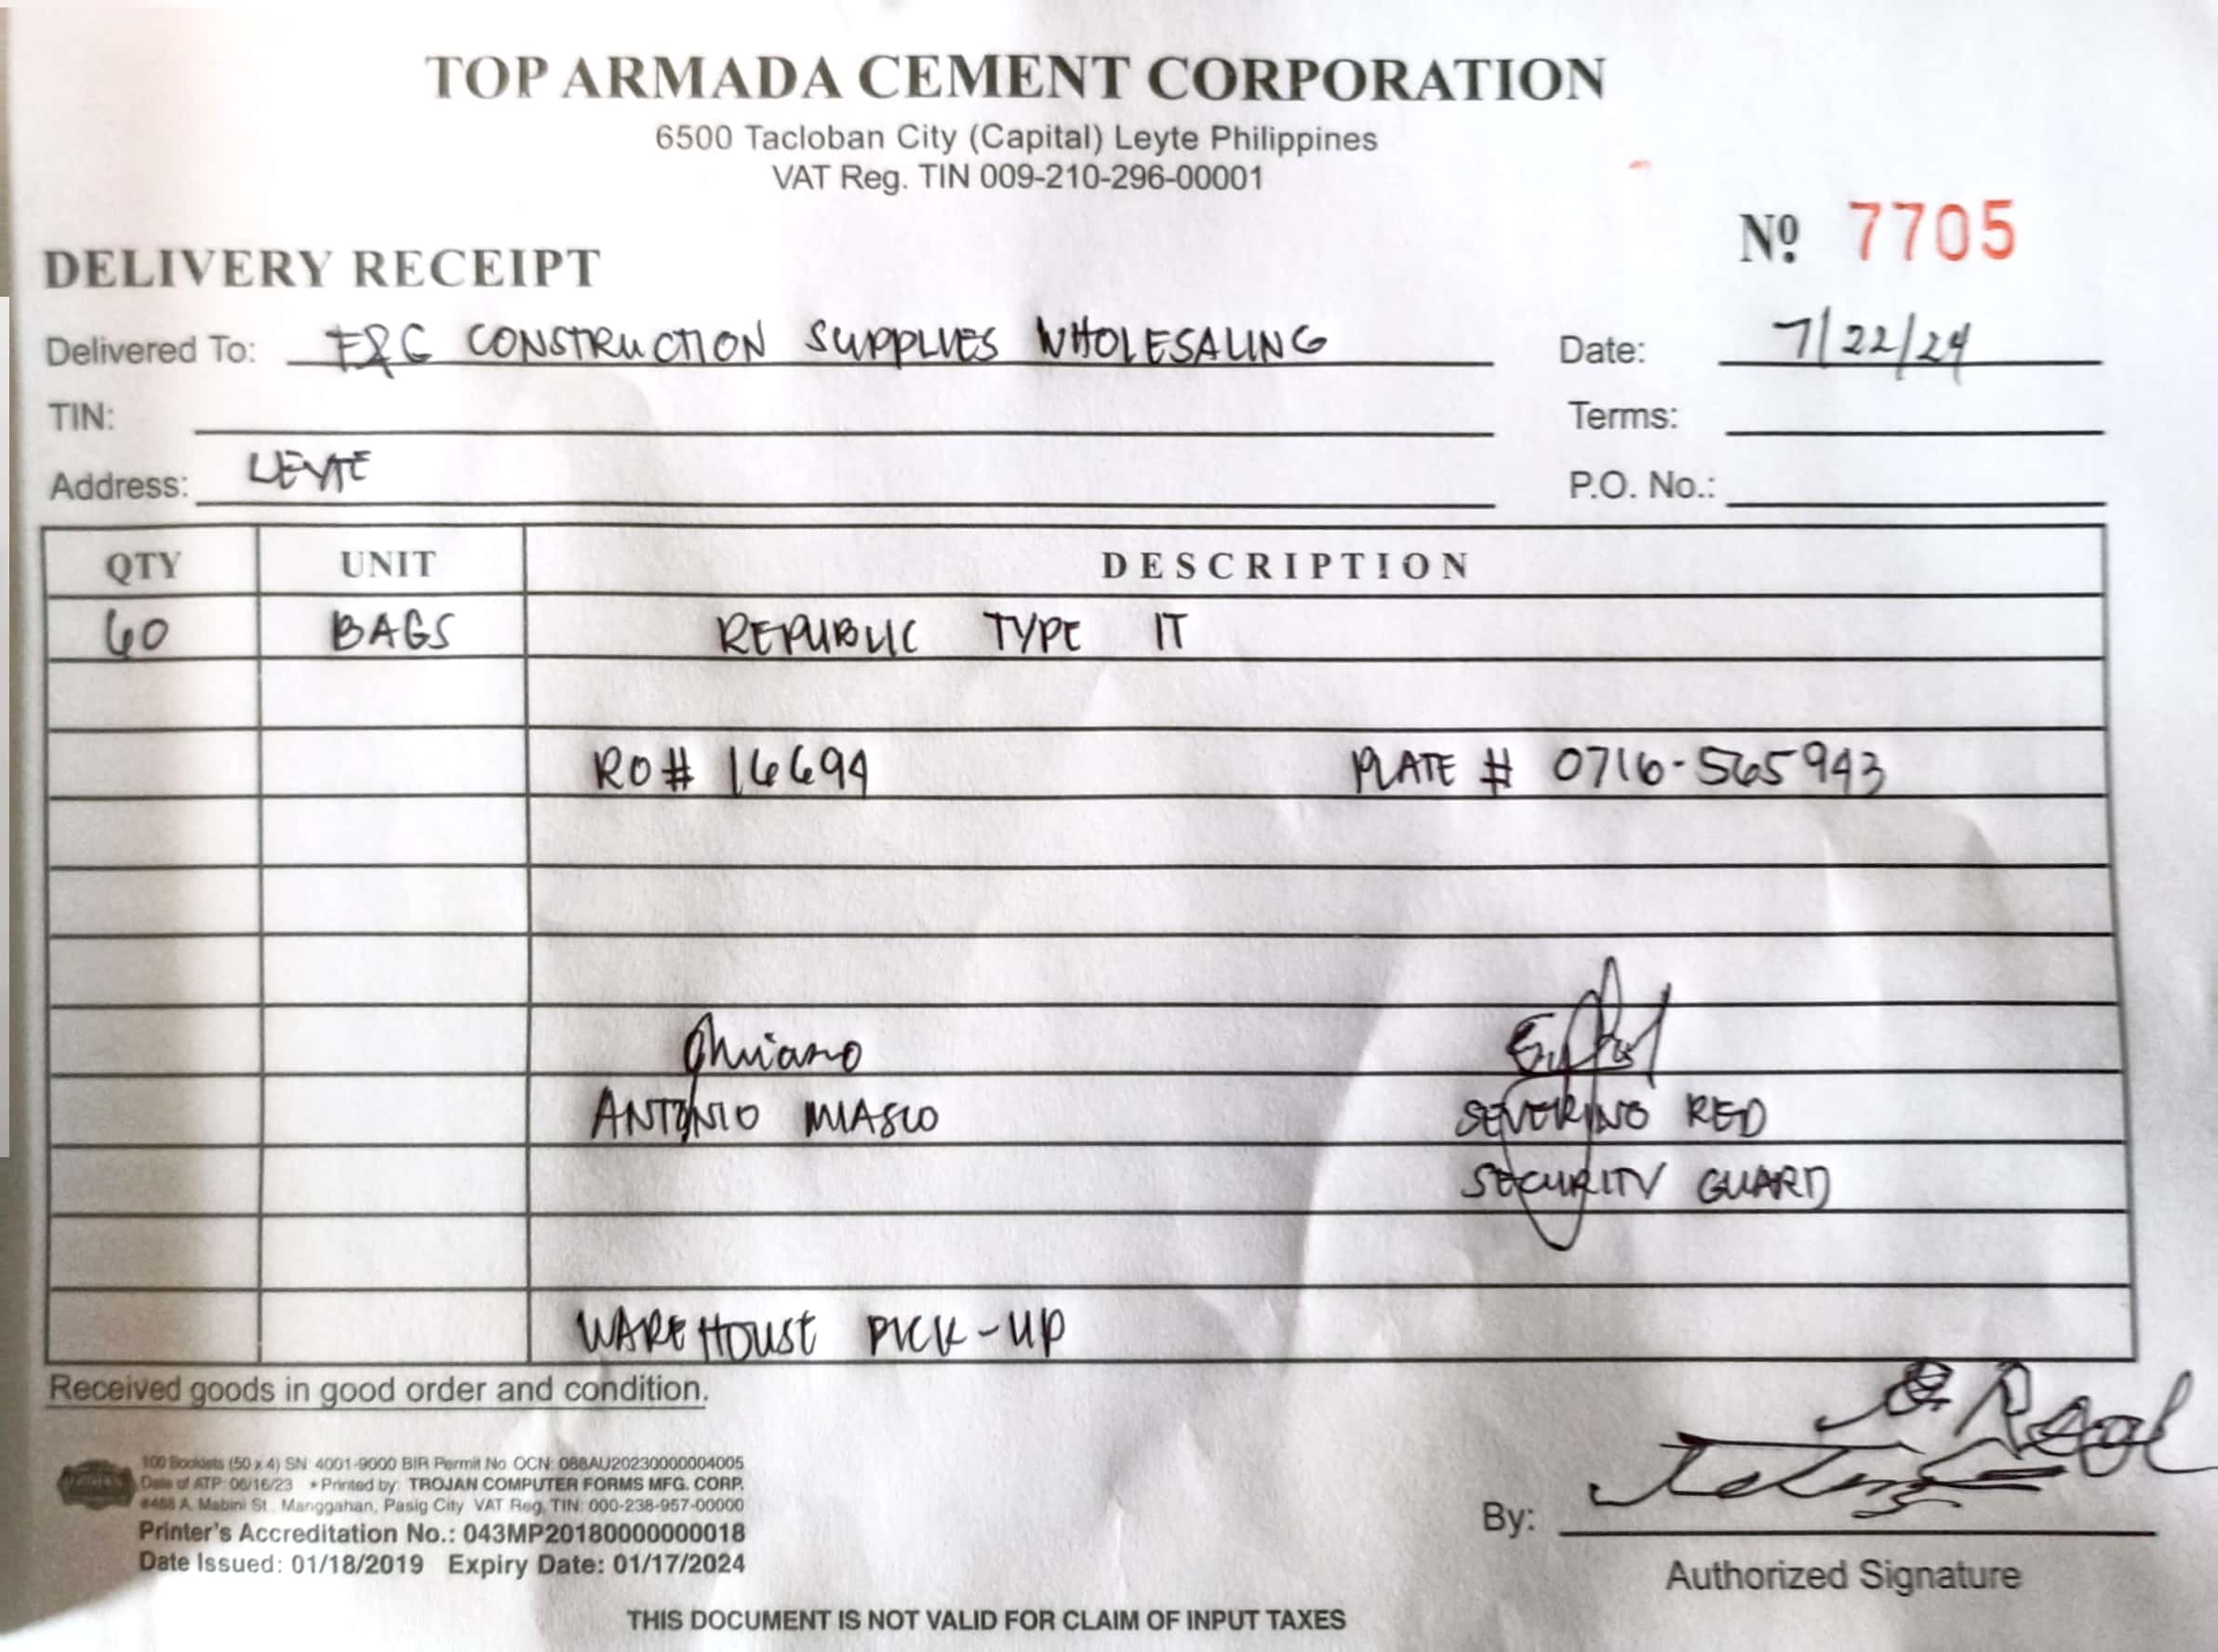 TOP ARMADA CEMENT CORPORATION
6500 Tacloban City (Capital) Leyte Philippines
VAT Reg. TIN 009-210-296-00001
Nº 7705
DELIVERY RECEIPT
Delivered To: F&C CONSTRUCTION SUPPLIES WHOLESALING Date: 7/22/24
TIN: Terms:
Address: LEYTE P.O. No.:
QTY UNIT DESCRIPTION
60 BAGS REPUBLIC TYPE IT
RO# 16694 PLATE # 0716-565943
ANTONIO MIASCO SEVERINO RED
SECURITY GUARD
WAREHOUSE PICK-UP
Received goods in good order and condition.
100 Booklets (50 x 4) SN 4001-9000 BIR Permit No. OCN: 088AU20230000004005
Date of ATP: 06/16/23 * Printed by: TROJAN COMPUTER FORMS MFG. CORP.
#468 A. Mabini St., Manggahan, Pasig City VAT Reg. TIN: 000-238-957-00000
Printer's Accreditation No.: 043MP20180000000018
Date Issued: 01/18/2019 Expiry Date: 01/17/2024
By:
Authorized Signature
THIS DOCUMENT IS NOT VALID FOR CLAIM OF INPUT TAXES